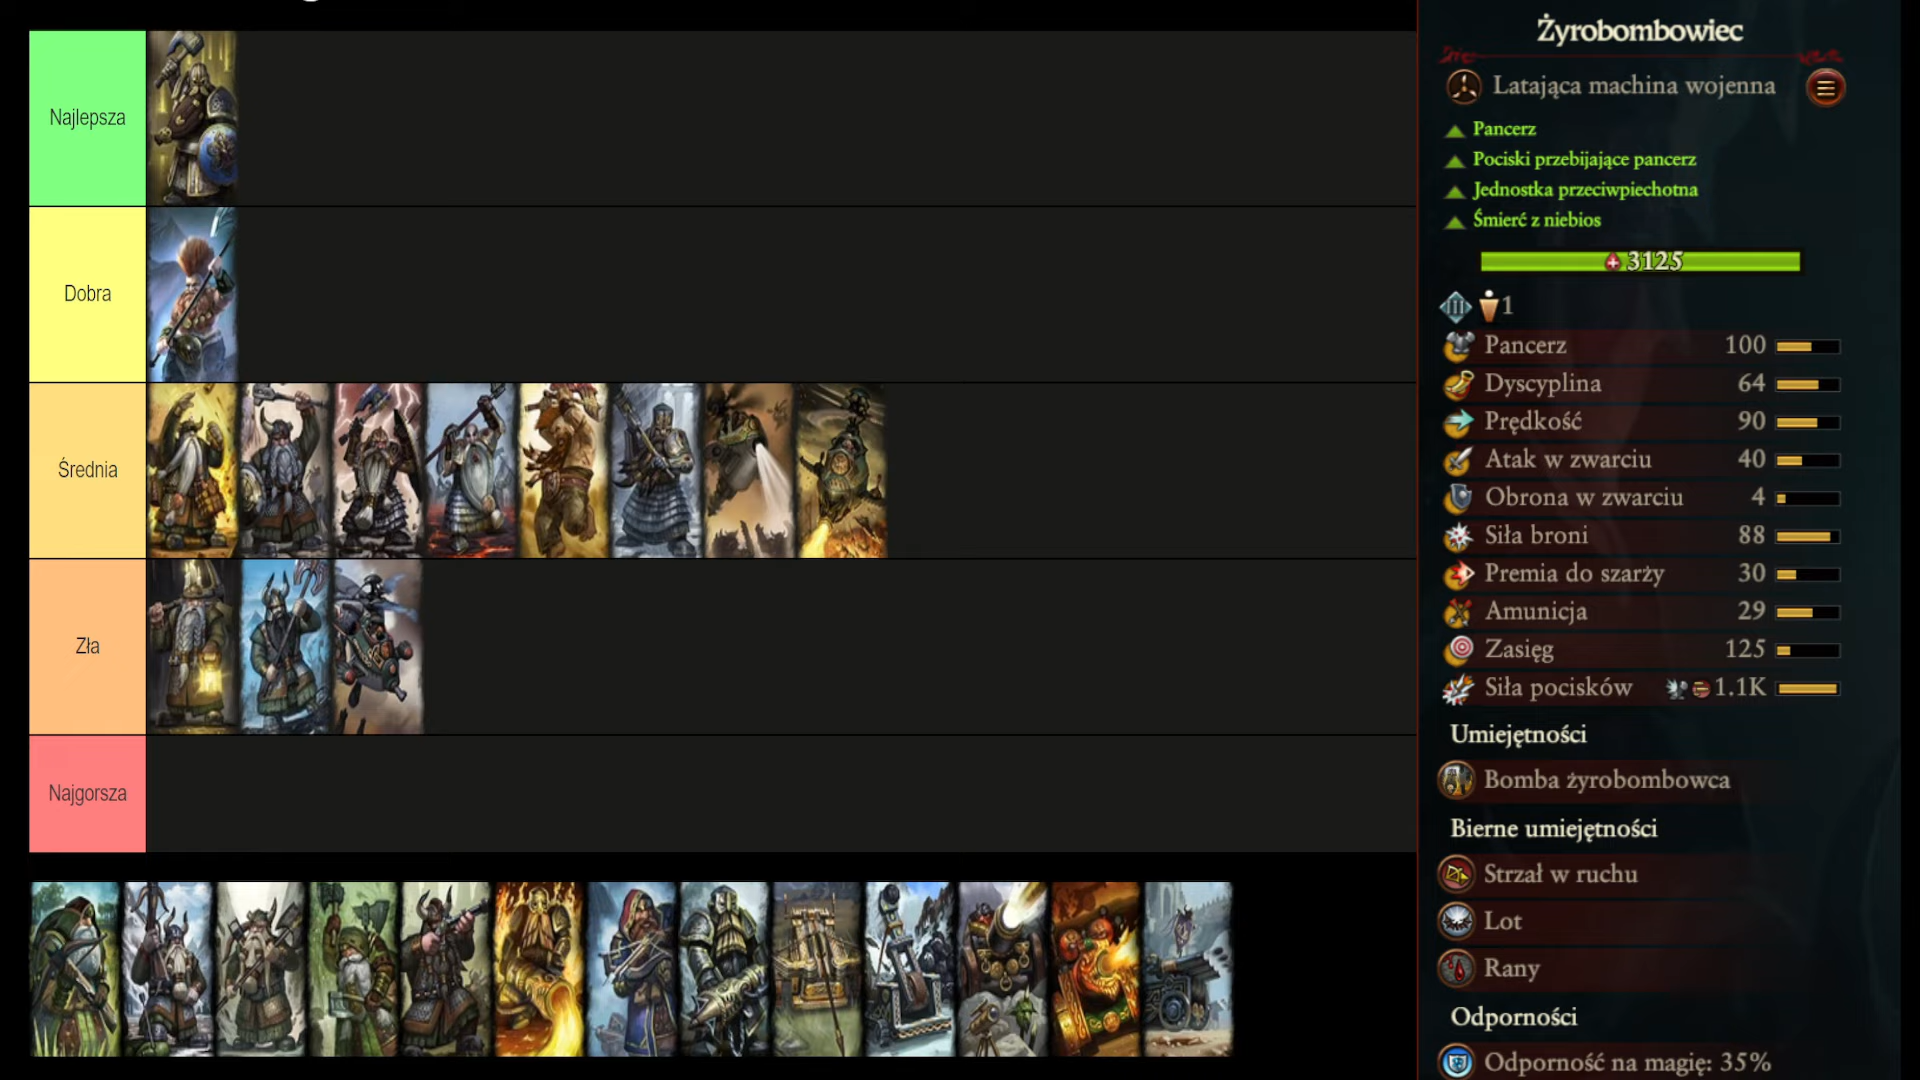 Najlepsza
Dobra
Średnia
Zła
Najgorsza
Żyrobombowiec
Latająca machina wojenna
Pancerz
Pociski przebijające pancerz
Jednostka przeciwpiechotna
Śmierć z niebios
3125
III 1
Pancerz 100
Dyscyplina 64
Prędkość 90
Atak w zwarciu 40
Obrona w zwarciu 4
Siła broni 88
Premia do szarży 30
Amunicja 29
Zasięg 125
Siła pocisków 1.1K
Umiejętności
Bomba żyrobombowca
Bierne umiejętności
Strzał w ruchu
Lot
Rany
Odporności
Odporność na magię: 35%